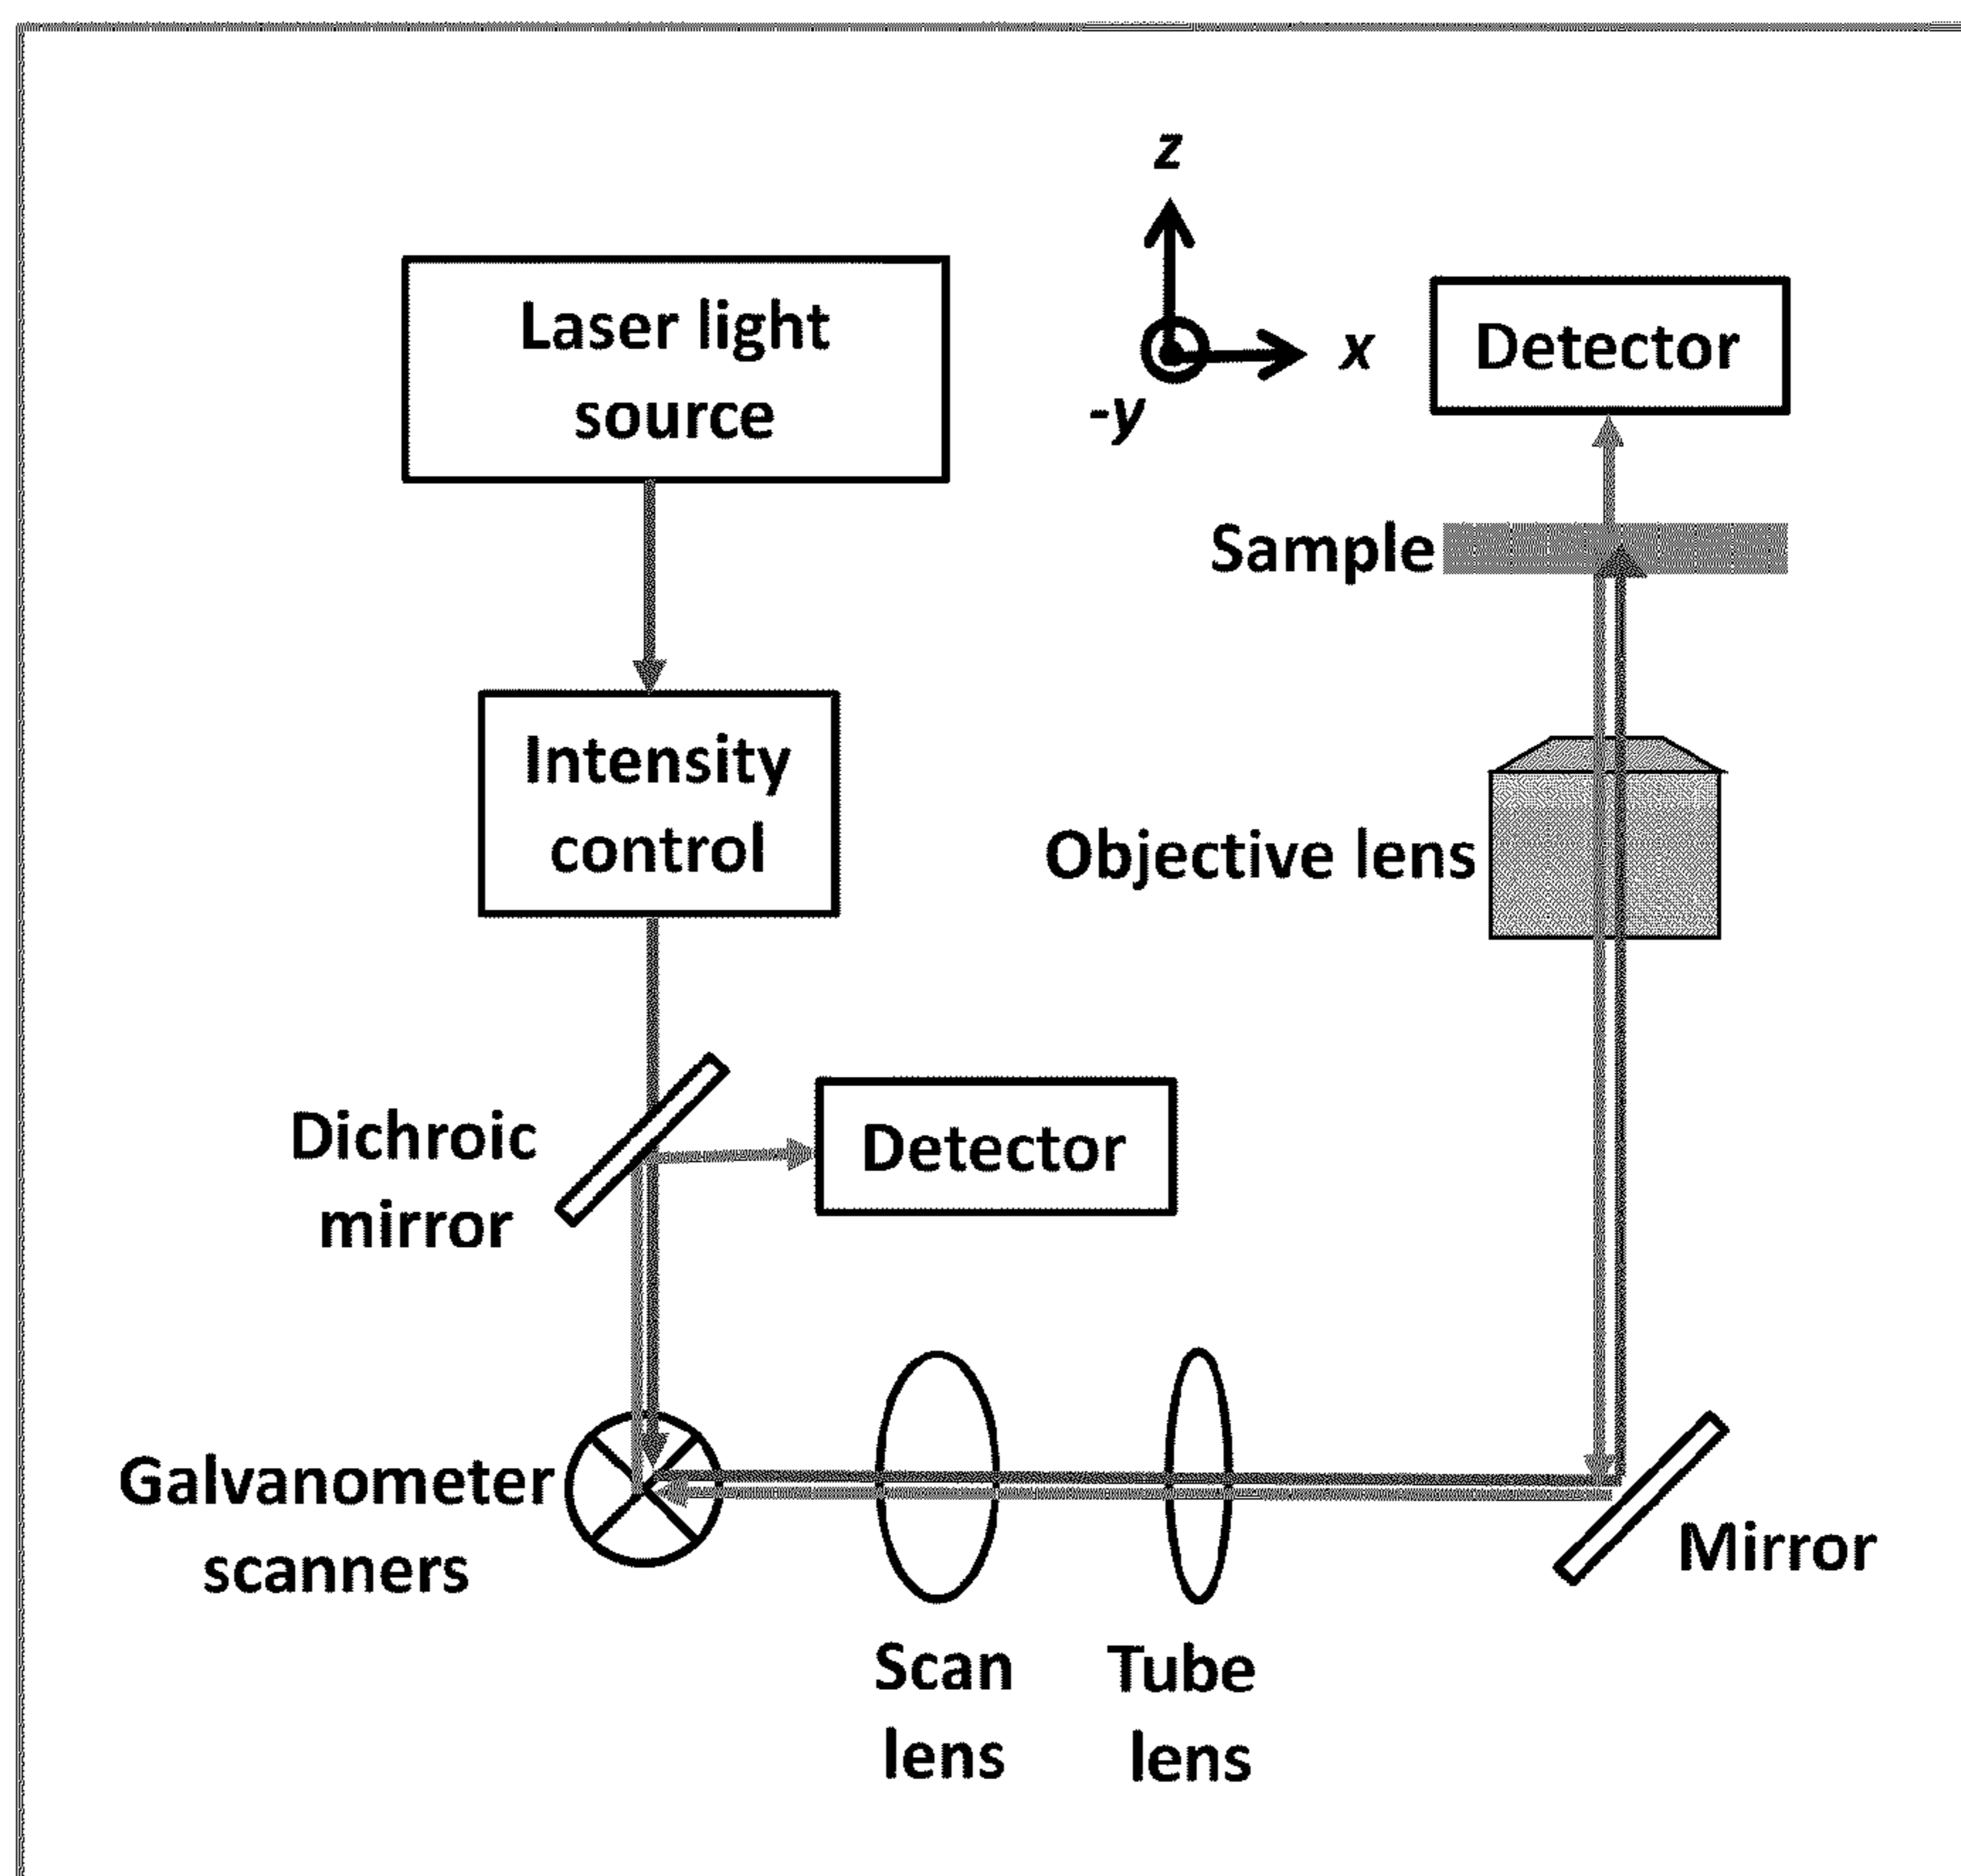 z
x
-y
Laser light
source
Detector
Sample
Intensity
control
Objective lens
Dichroic
mirror
Detector
Galvanometer
scanners
Mirror
Scan
lens
Tube
lens